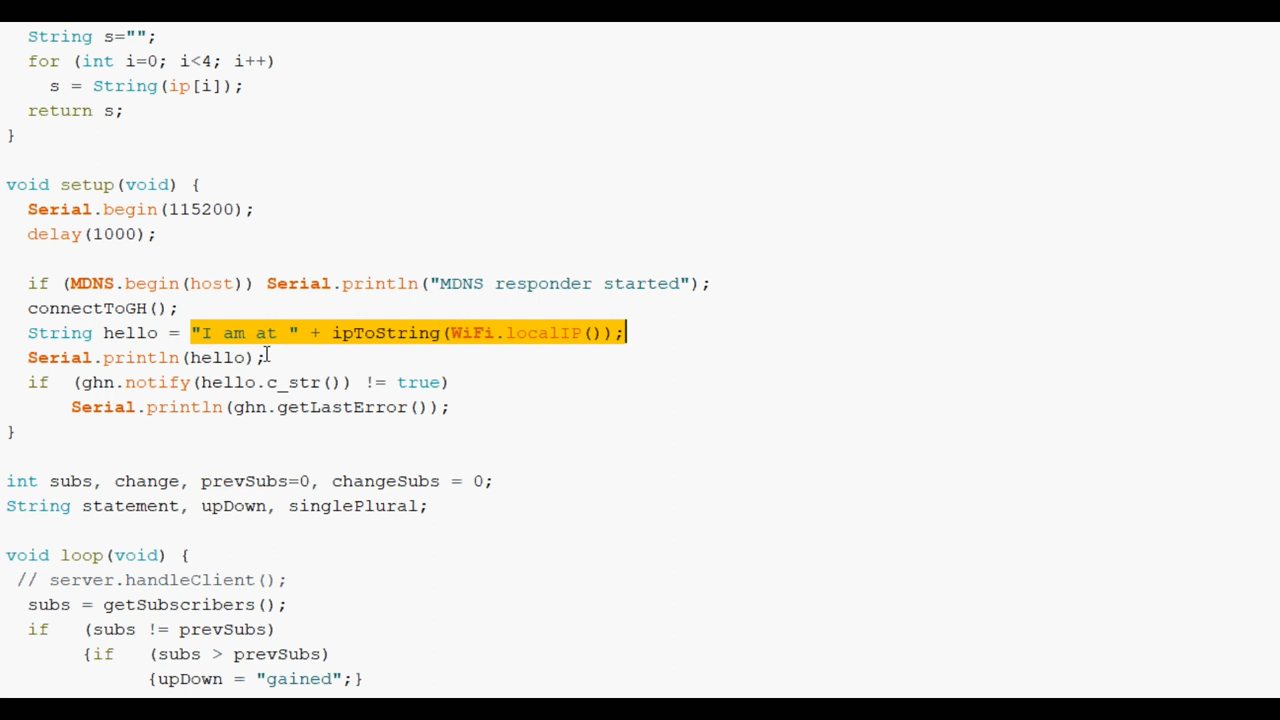 String s="";
for (int i=0; i<4; i++)
s = String(ip[i]);
return s;
}
void setup(void) {
Serial.begin(115200);
delay(1000);
if (MDNS.begin(host)) Serial.println("MDNS responder started");
connectToGH();
String hello = "I am at " + ipToString(WiFi.localIP());
Serial.println(hello);
if (ghn.notify(hello.c_str()) != true)
Serial.println(ghn.getLastError());
}
int subs, change, prevSubs=0, changeSubs = 0;
String statement, upDown, singlePlural;
void loop(void) {
// server.handleClient();
subs = getSubscribers();
if (subs != prevSubs)
{if (subs > prevSubs)
{upDown = "gained";}